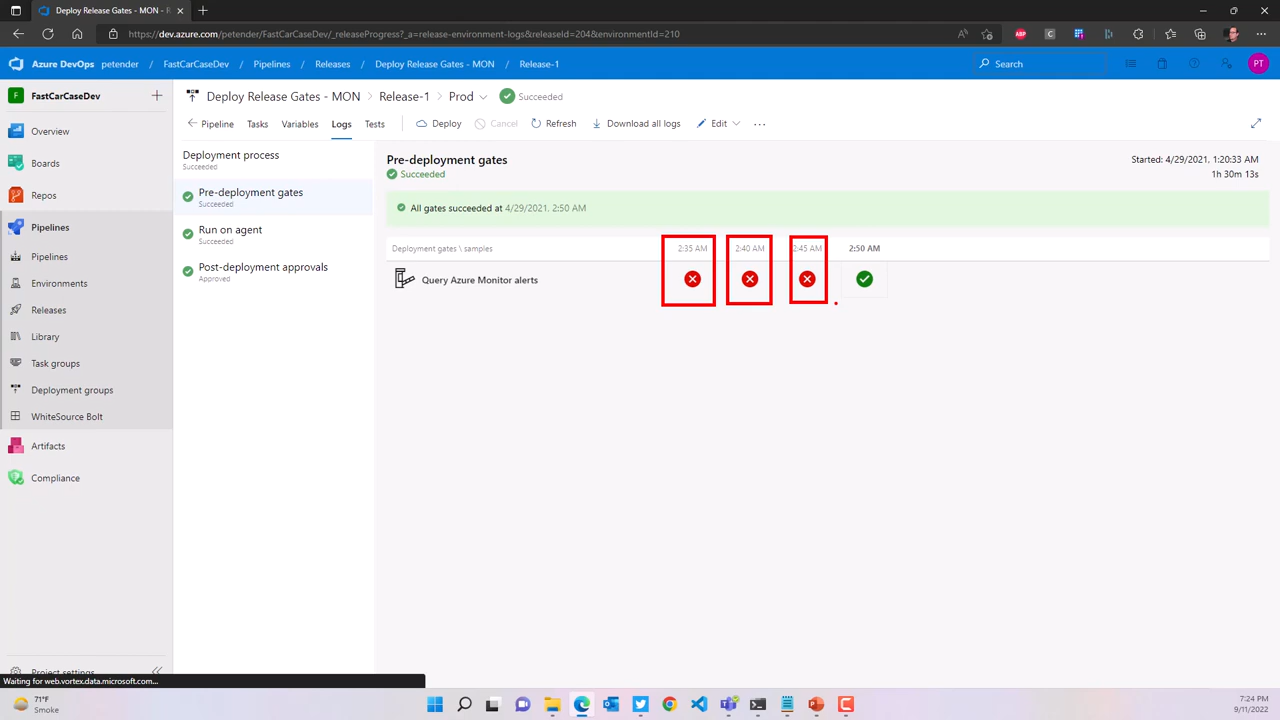 Deploy Release Gates - MON - R
https://dev.azure.com/petender/FastCarCaseDev/_releaseProgress?_a=release-environment-logs&releaseId=204&environmentId=210
Azure DevOps petender / FastCarCaseDev / Pipelines / Releases / Deploy Release Gates - MON / Release-1
Search
PT
F FastCarCaseDev
Overview
Boards
Repos
Pipelines
Pipelines
Environments
Releases
Library
Task groups
Deployment groups
WhiteSource Bolt
Artifacts
Compliance
Project settings
Deploy Release Gates - MON > Release-1 > Prod Succeeded
Pipeline Tasks Variables Logs Tests Deploy Cancel Refresh Download all logs Edit ...
Deployment process
Succeeded
Pre-deployment gates
Succeeded
Run on agent
Succeeded
Post-deployment approvals
Approved
Pre-deployment gates
Succeeded
Started: 4/29/2021, 1:20:33 AM
1h 30m 13s
All gates succeeded at 4/29/2021, 2:50 AM
Deployment gates \ samples 2:35 AM 2:40 AM 2:45 AM 2:50 AM
Query Azure Monitor alerts
Waiting for web.vortex.data.microsoft.com...
71°F
Smoke
7:24 PM
9/11/2022